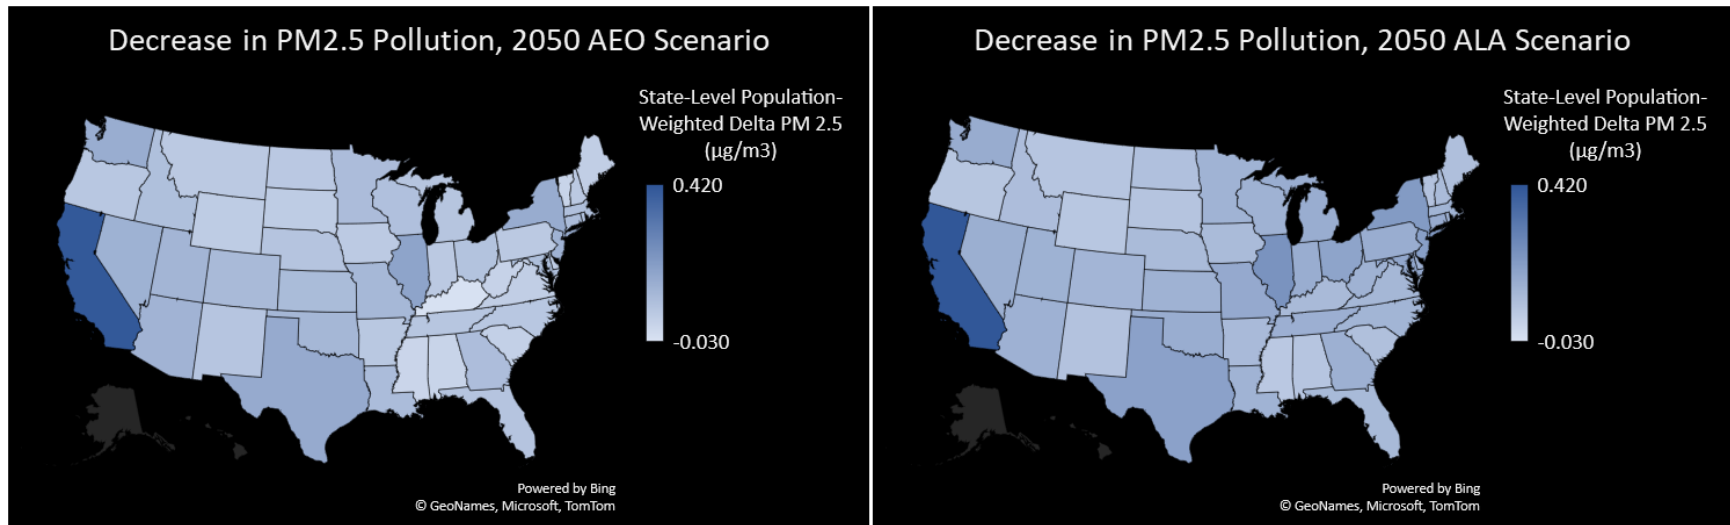 Decrease in PM2.5 Pollution, 2050 AEO Scenario
State-Level Population-
Weighted Delta PM 2.5
(µg/m3)
0.420
-0.030
Powered by Bing
© GeoNames, Microsoft, TomTom
Decrease in PM2.5 Pollution, 2050 ALA Scenario
State-Level Population-
Weighted Delta PM 2.5
(µg/m3)
0.420
-0.030
Powered by Bing
© GeoNames, Microsoft, TomTom